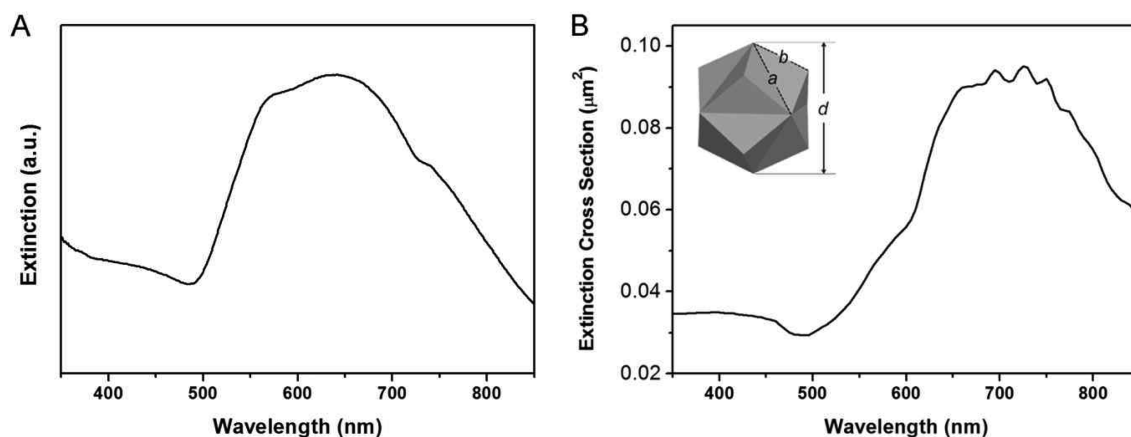 A
Extinction (a.u.)
400 500 600 700 800
Wavelength (nm)
B
Extinction Cross Section (μm²)
0.10
0.08
0.06
0.04
0.02
b
a
d
400 500 600 700 800
Wavelength (nm)